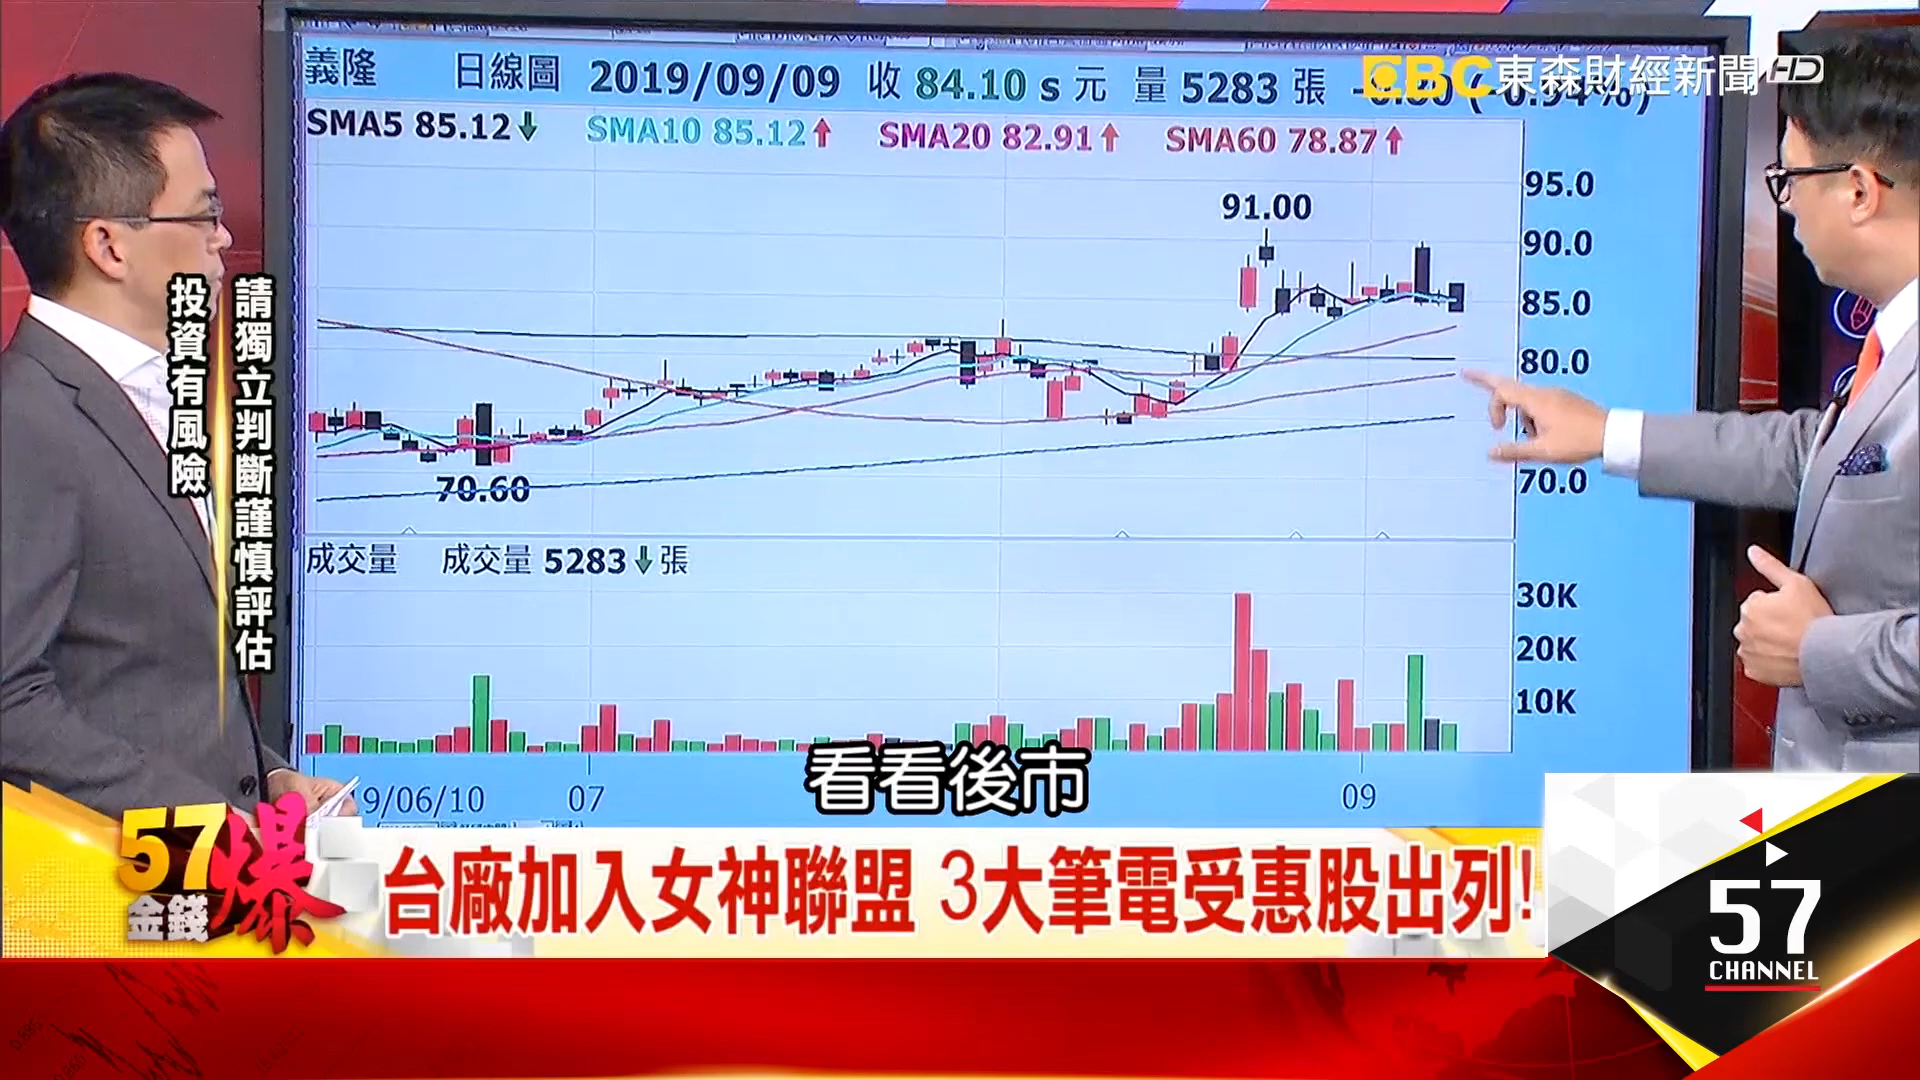 義隆 日線圖 2019/09/09 收 84.10 s 元 量 5283 張 -0.80 (-0.94%)
EBC 東森財經新聞 HD
SMA5 85.12↓ SMA10 85.12↑ SMA20 82.91↑ SMA60 78.87↑
95.0
91.00
90.0
85.0
80.0
70.0
70.60
請獨立判斷謹慎評估
投資有風險
成交量 成交量 5283↓張
30K
20K
10K
9/06/10 07 09
看看後市
57金錢爆
台廠加入女神聯盟 3大筆電受惠股出列!
57
CHANNEL